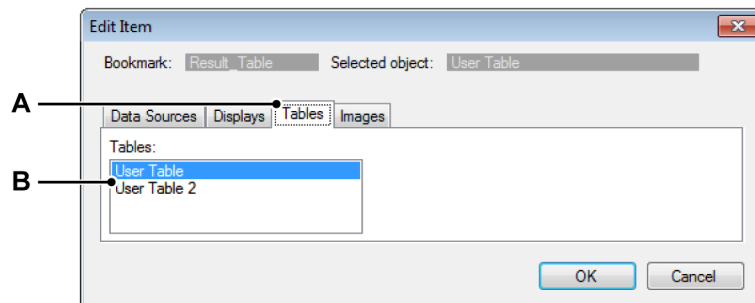 Edit Item
Bookmark: Result_Table Selected object: User Table
A
Data Sources Displays Tables Images
Tables:
User Table
B
User Table 2
OK Cancel